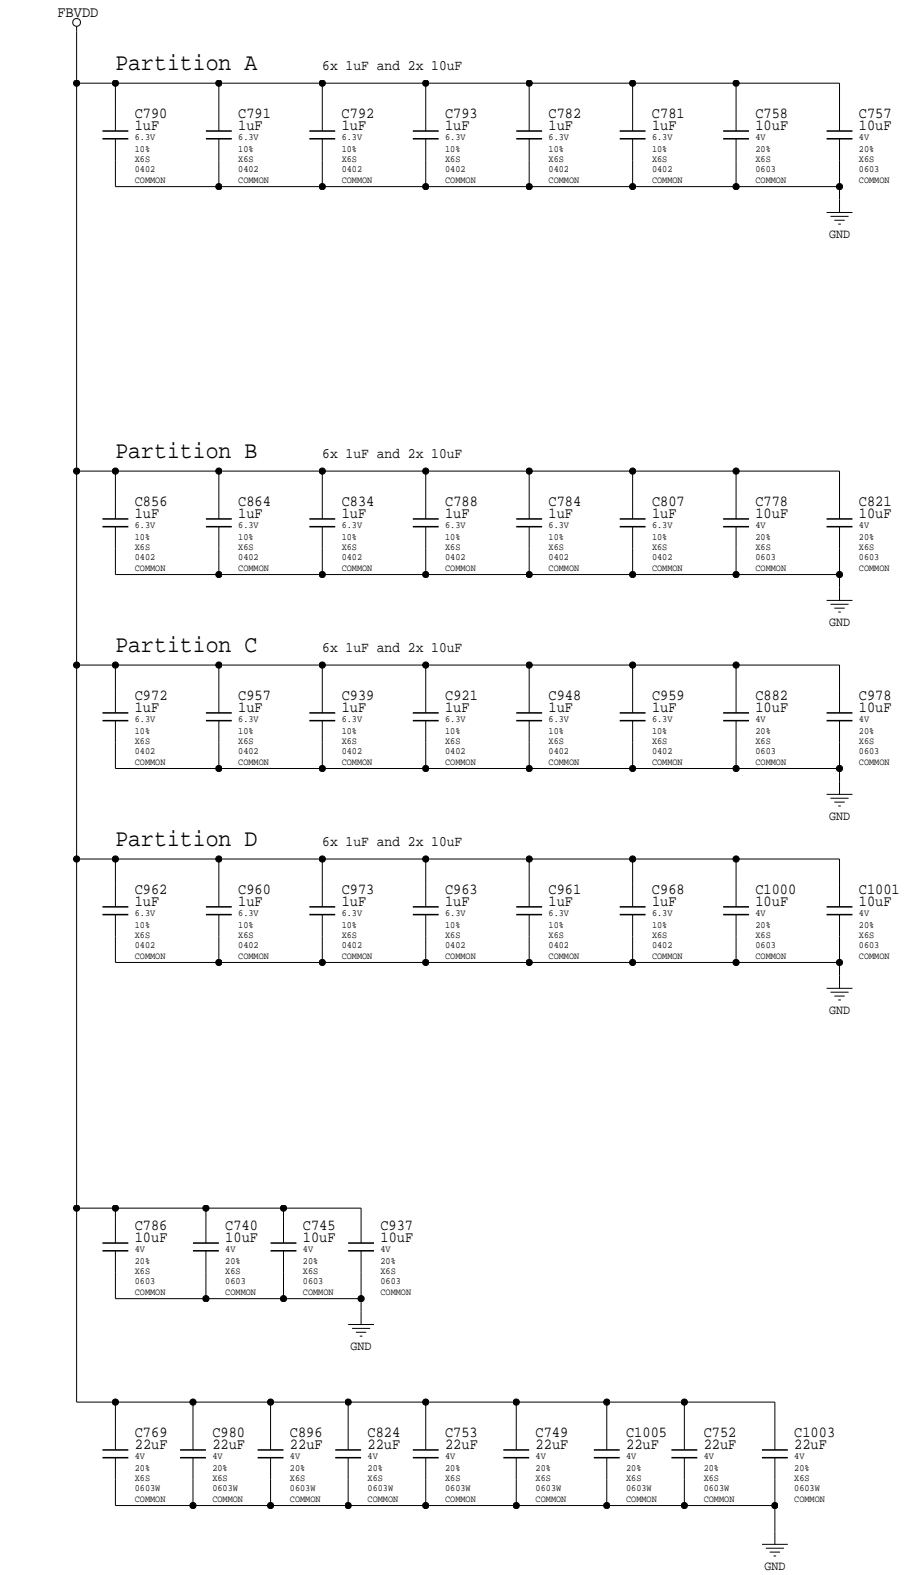 FBVDD
Partition A 6x 1uF and 2x 10uF
C790 C791 C792 C793 C782 C781 C758 C757
1uF 1uF 1uF 1uF 1uF 1uF 10uF 10uF
6.3V 6.3V 6.3V 6.3V 6.3V 6.3V 4V 4V
10% 10% 10% 10% 10% 10% 20% 20%
X6S X6S X6S X6S X6S X6S X6S X6S
0402 0402 0402 0402 0402 0402 0603 0603
COMMON COMMON COMMON COMMON COMMON COMMON COMMON COMMON
GND
Partition B 6x 1uF and 2x 10uF
C856 C864 C834 C788 C784 C807 C778 C821
1uF 1uF 1uF 1uF 1uF 1uF 10uF 10uF
6.3V 6.3V 6.3V 6.3V 6.3V 6.3V 4V 4V
10% 10% 10% 10% 10% 10% 20% 20%
X6S X6S X6S X6S X6S X6S X6S X6S
0402 0402 0402 0402 0402 0402 0603 0603
COMMON COMMON COMMON COMMON COMMON COMMON COMMON COMMON
GND
Partition C 6x 1uF and 2x 10uF
C972 C957 C939 C921 C948 C959 C882 C978
1uF 1uF 1uF 1uF 1uF 1uF 10uF 10uF
6.3V 6.3V 6.3V 6.3V 6.3V 6.3V 4V 4V
10% 10% 10% 10% 10% 10% 20% 20%
X6S X6S X6S X6S X6S X6S X6S X6S
0402 0402 0402 0402 0402 0402 0603 0603
COMMON COMMON COMMON COMMON COMMON COMMON COMMON COMMON
GND
Partition D 6x 1uF and 2x 10uF
C962 C960 C973 C963 C961 C968 C1000 C1001
1uF 1uF 1uF 1uF 1uF 1uF 10uF 10uF
6.3V 6.3V 6.3V 6.3V 6.3V 6.3V 4V 4V
10% 10% 10% 10% 10% 10% 20% 20%
X6S X6S X6S X6S X6S X6S X6S X6S
0402 0402 0402 0402 0402 0402 0603 0603
COMMON COMMON COMMON COMMON COMMON COMMON COMMON COMMON
GND
C786 C740 C745 C937
10uF 10uF 10uF 10uF
4V 4V 4V 4V
20% 20% 20% 20%
X6S X6S X6S X6S
0603 0603 0603 0603
COMMON COMMON COMMON COMMON
GND
C769 C980 C896 C824 C753 C749 C1005 C752 C1003
22uF 22uF 22uF 22uF 22uF 22uF 22uF 22uF 22uF
4V 4V 4V 4V 4V 4V 4V 4V 4V
20% 20% 20% 20% 20% 20% 20% 20% 20%
X6S X6S X6S X6S X6S X6S X6S X6S X6S
0603W 0603W 0603W 0603W 0603W 0603W 0603W 0603W 0603W
COMMON COMMON COMMON COMMON COMMON COMMON COMMON COMMON COMMON
GND